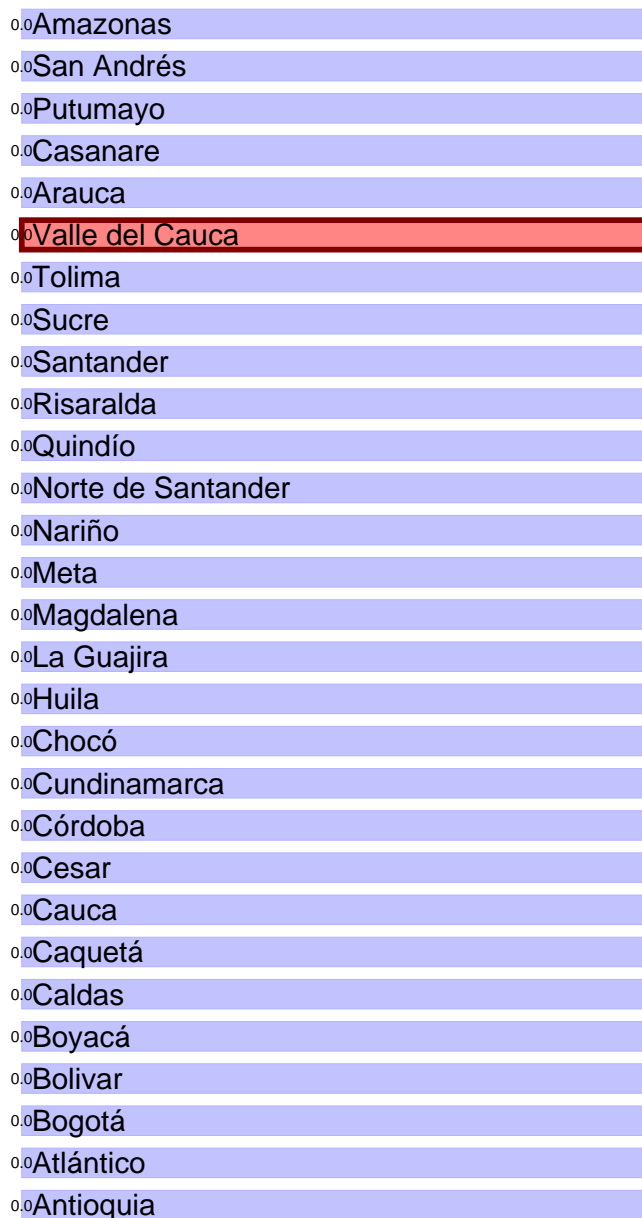 0.0Amazonas
0.0San Andrés
0.0Putumayo
0.0Casanare
0.0Arauca
0.0Valle del Cauca
0.0Tolima
0.0Sucre
0.0Santander
0.0Risaralda
0.0Quindío
0.0Norte de Santander
0.0Nariño
0.0Meta
0.0Magdalena
0.0La Guajira
0.0Huila
0.0Chocó
0.0Cundinamarca
0.0Córdoba
0.0Cesar
0.0Cauca
0.0Caquetá
0.0Caldas
0.0Boyacá
0.0Bolivar
0.0Bogotá
0.0Atlántico
0.0Antioquia